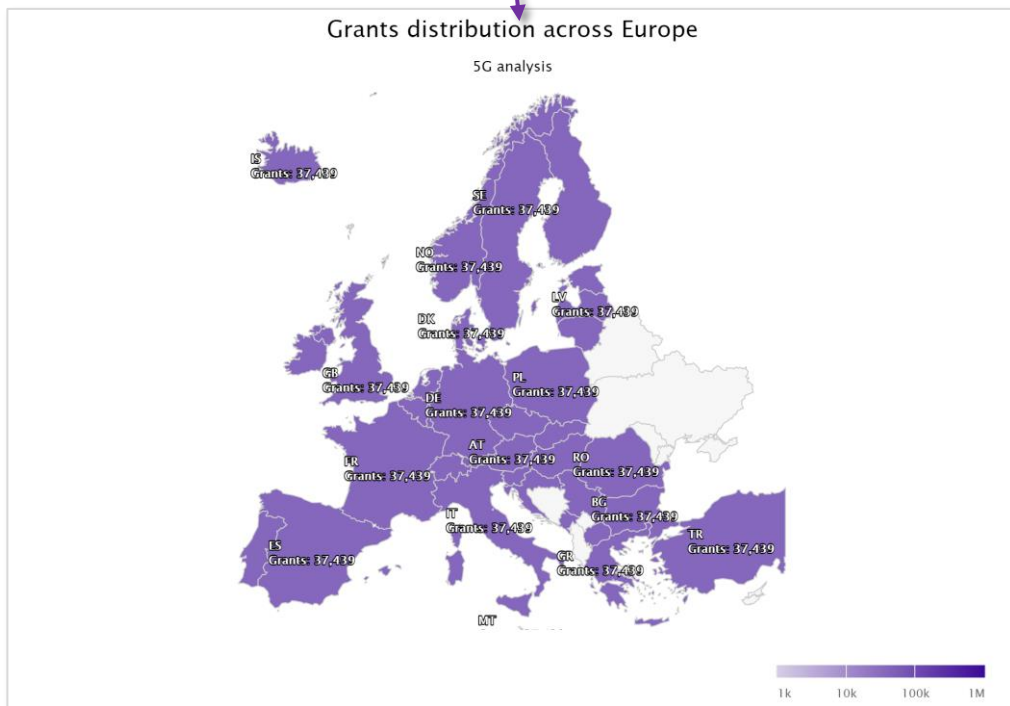 Grants distribution across Europe
5G analysis
IS
Grants: 37,439
SE
Grants: 37,439
NO
Grants: 37,439
LV
Grants: 37,439
DK
Grants: 37,439
GB
Grants: 37,439
PL
Grants: 37,439
DE
Grants: 37,439
AT
Grants: 37,439
RO
Grants: 37,439
FR
Grants: 37,439
BG
Grants: 37,439
IT
Grants: 37,439
TR
Grants: 37,439
ES
Grants: 37,439
GR
Grants: 37,439
MT
1k 10k 100k 1M